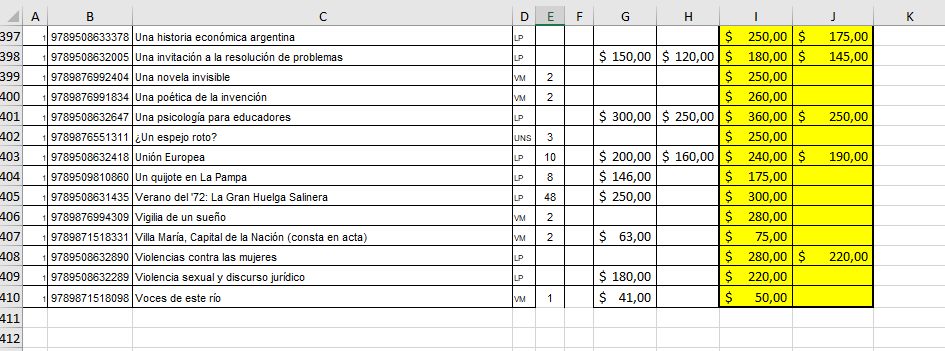 A B C D E F G H I J K
397 1 9789508633378 Una historia económica argentina LP $ 250,00 $ 175,00
398 1 9789508632005 Una invitación a la resolución de problemas LP $ 150,00 $ 120,00 $ 180,00 $ 145,00
399 1 9789876992404 Una novela invisible VM 2 $ 250,00
400 1 9789876991834 Una poética de la invención VM 2 $ 260,00
401 1 9789508632647 Una psicología para educadores LP $ 300,00 $ 250,00 $ 360,00 $ 250,00
402 1 9789876551311 ¿Un espejo roto? UNS 3 $ 250,00
403 1 9789508632418 Unión Europea LP 10 $ 200,00 $ 160,00 $ 240,00 $ 190,00
404 1 9789509810860 Un quijote en La Pampa LP 8 $ 146,00 $ 175,00
405 1 9789508631435 Verano del '72: La Gran Huelga Salinera LP 48 $ 250,00 $ 300,00
406 1 9789876994309 Vigilia de un sueño VM 2 $ 280,00
407 1 9789871518331 Villa María, Capital de la Nación (consta en acta) VM 2 $ 63,00 $ 75,00
408 1 9789508632890 Violencias contra las mujeres LP $ 280,00 $ 220,00
409 1 9789508632289 Violencia sexual y discurso jurídico LP $ 180,00 $ 220,00
410 1 9789871518098 Voces de este río VM 1 $ 41,00 $ 50,00
411
412